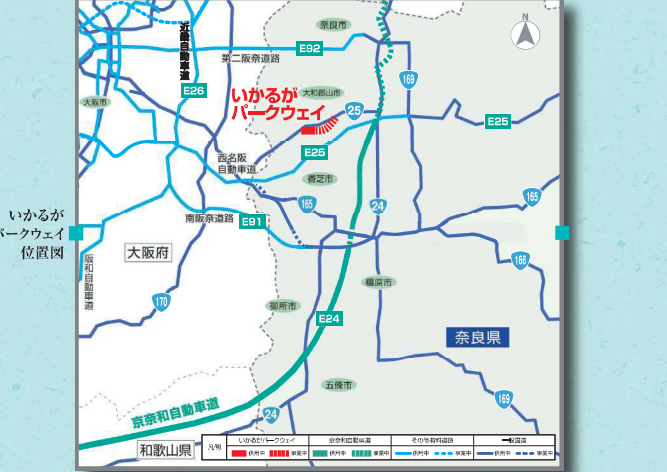 奈良市
N
近畿自動車道
E92
第二阪奈道路
169
E26
大和郡山市
いかるが
パークウェイ
大阪市
25
E25
E25
西名阪
自動車道
香芝市
165
24
165
いかるが
パークウェイ
位置図
南阪奈道路
E91
大阪府
166
阪和自動車道
橿原市
170
御所市
E24
奈良県
五條市
169
京奈和自動車道
24
和歌山県
凡例
いかるがパークウェイ
京奈和自動車道
その他有料道路
一般国道
供用中 事業中 供用中 事業中 供用中 事業中 供用中 事業中